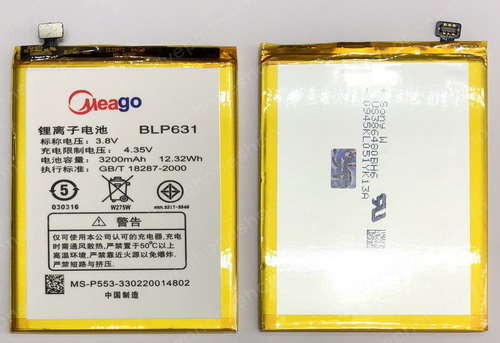 Meago
锂离子电池 BLP631
标称电压: 3.8V
充电限制电压: 4.35V
电池容量: 3200mAh 12.32Wh
执行标准: GB/T 18287-2000
5
030316
W275W
警告
仅可使用本公司认可的充电器, 充电
时需通风散热, 严禁置于50℃以上
高温环境, 严禁靠近火源以免爆炸.
严禁短路、挤压.
MS-P553-330220014802
中国制造
Sony W
US386480BH6
0945KL051YK13A